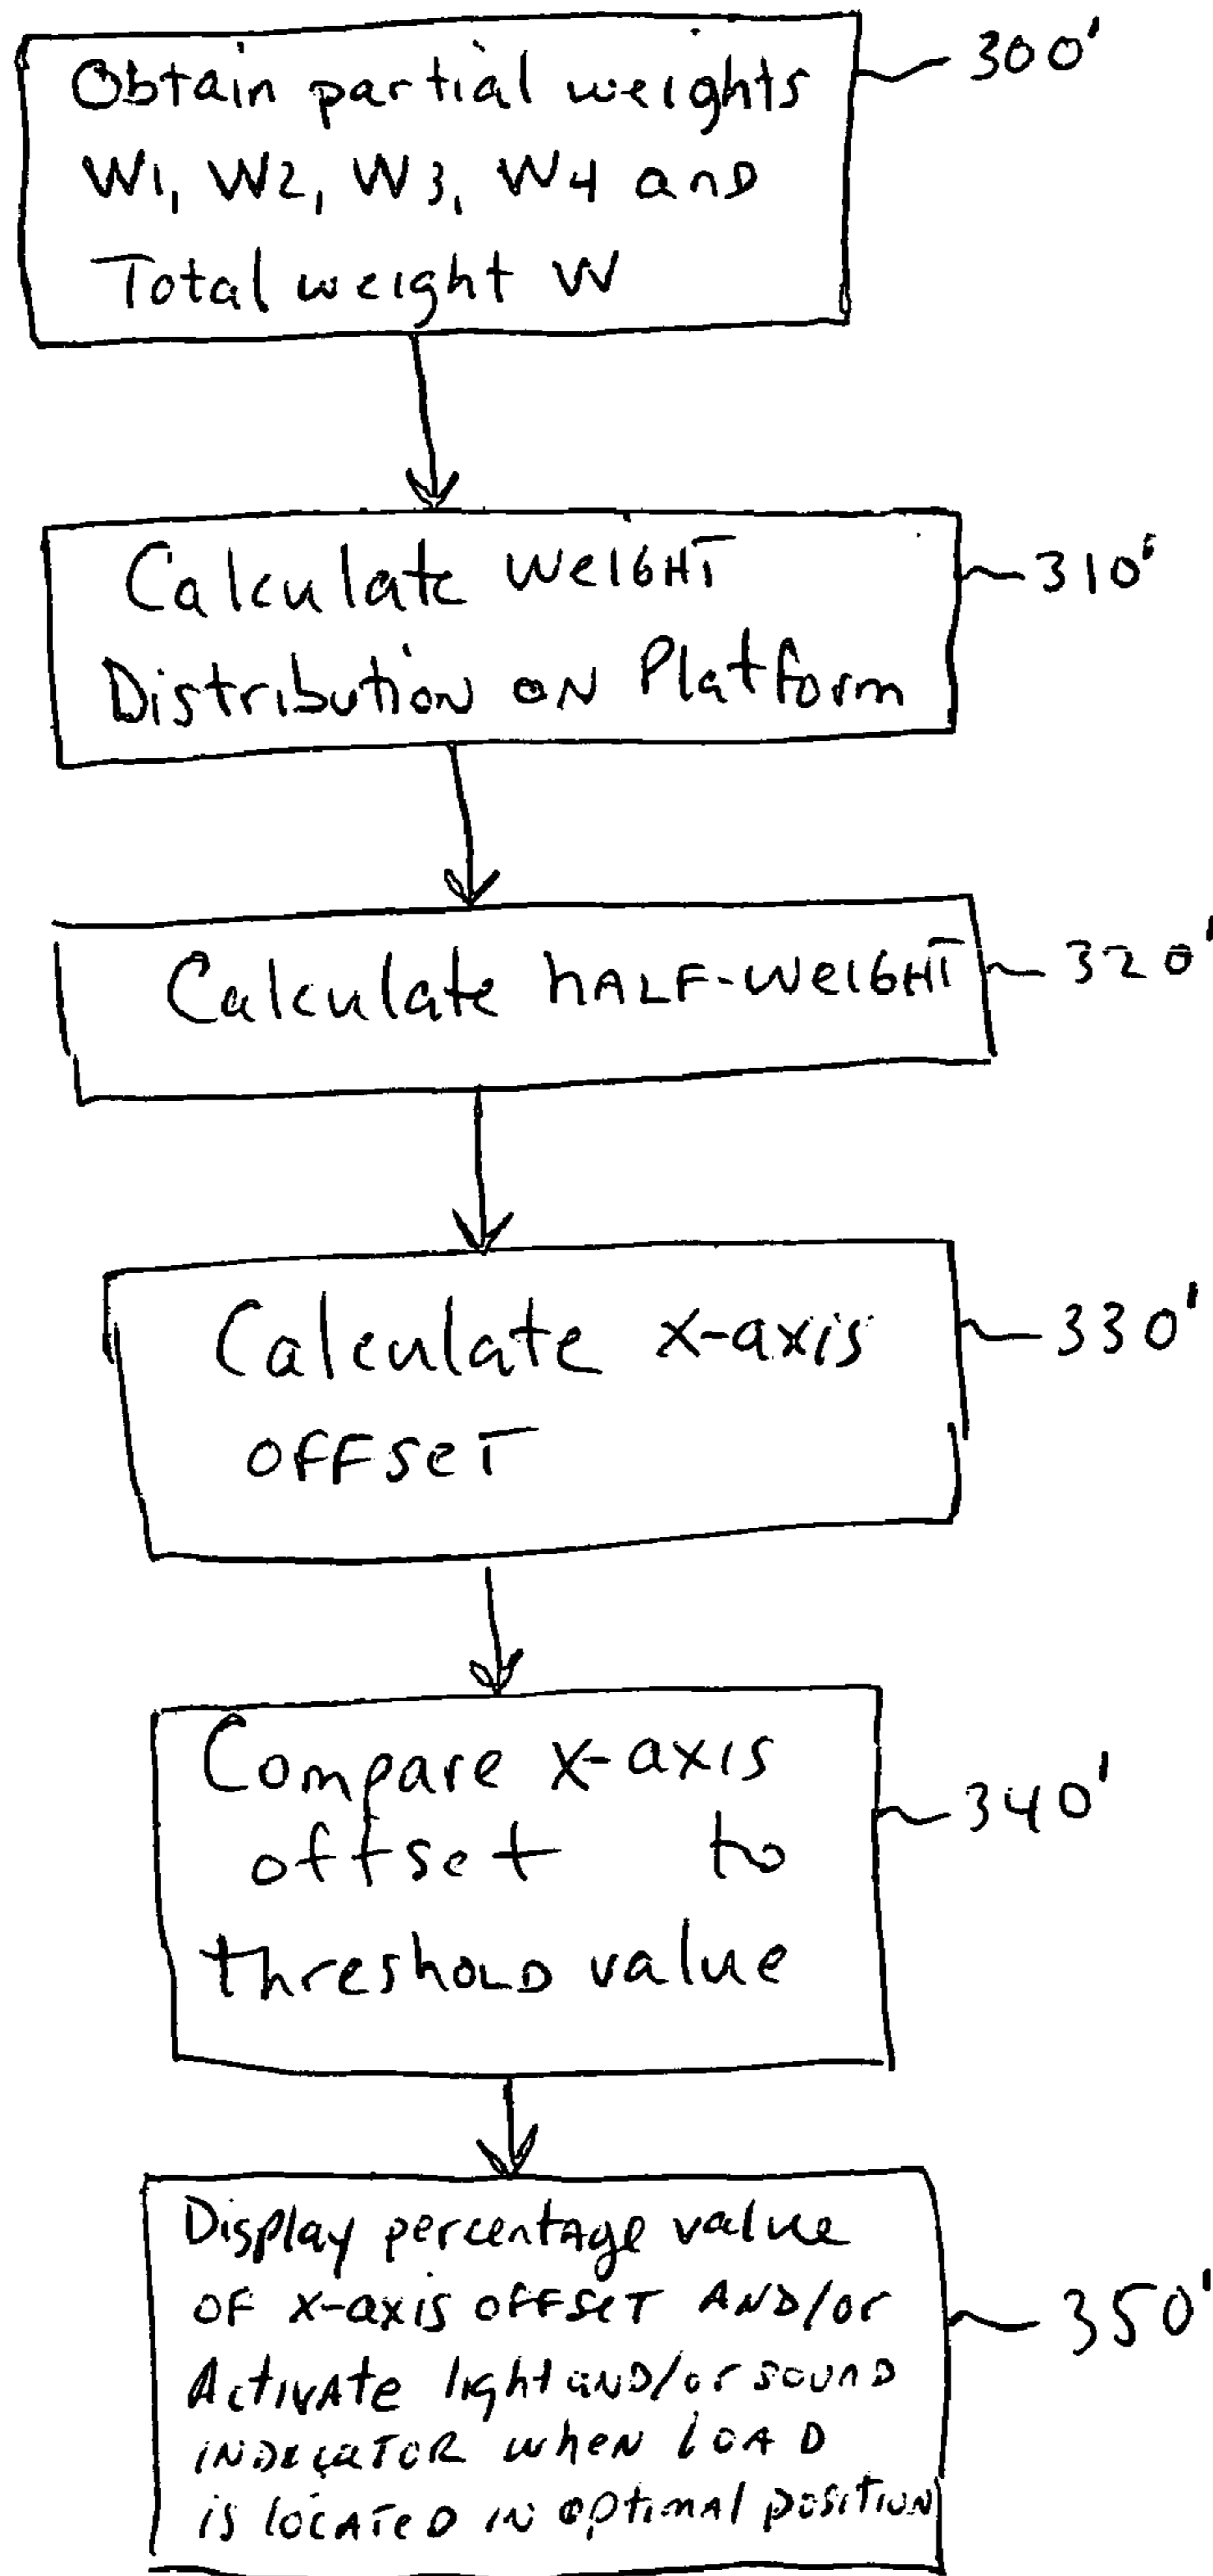 Obtain partial weights
W1, W2, W3, W4 and
Total weight W
300'
Calculate weight
Distribution on Platform
310'
Calculate half-weight
320'
Calculate x-axis
offset
330'
Compare x-axis
offset to
threshold value
340'
Display percentage value
of x-axis offset and/or
Activate light and/or sound
indicator when load
is located in optimal position
350'